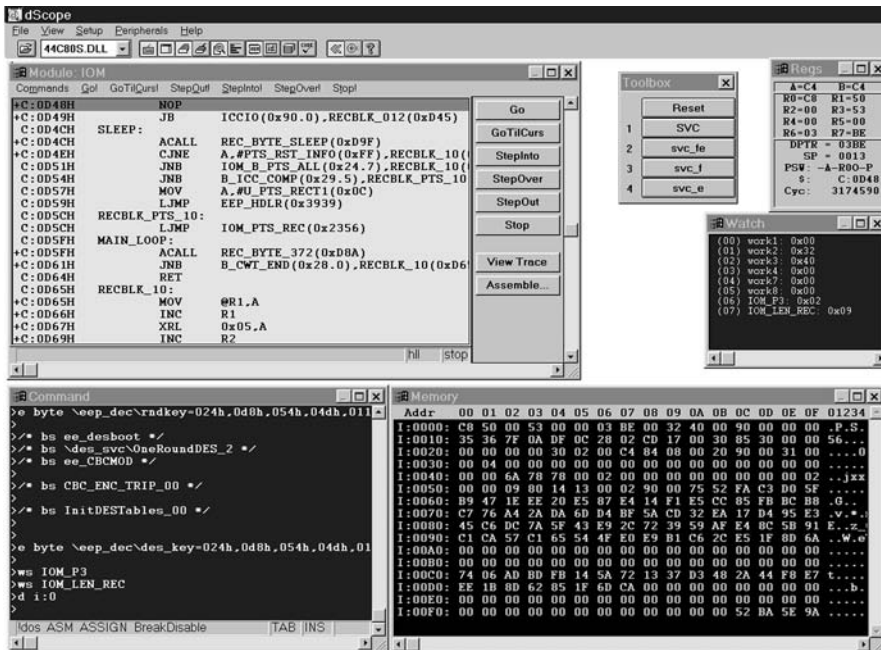 dScope
File View Setup Peripherals Help
44C80S.DLL
Module: IOM
Commands Go! GoTilCurs! StepOut! StepInto! StepOver! Stop!
+C:0D48H NOP
+C:0D49H JB ICCIO(0x90.0),RECBLK_012(0xD45)
C:0D4CH SLEEP:
+C:0D4CH ACALL REC_BYTE_SLEEP(0xD9F)
+C:0D4EH CJNE A,#PTS_RST_INFO(0xFF),RECBLK_10(
C:0D51H JNB IOM_B_PTS_ALL(0x24.7),RECBLK_10(
C:0D54H JNB B_ICC_COMP(0x29.5),RECBLK_PTS_10
C:0D57H MOV A,#U_PTS_RECT1(0x0C)
C:0D59H LJMP EEP_HDLR(0x3939)
C:0D5CH RECBLK_PTS_10:
C:0D5CH LJMP IOM_PTS_REC(0x2356)
C:0D5FH MAIN_LOOP:
+C:0D5FH ACALL REC_BYTE_372(0xD8A)
+C:0D61H JNB B_CWT_END(0x28.0),RECBLK_10(0xD6
C:0D64H RET
C:0D65H RECBLK_10:
+C:0D65H MOV @R1,A
+C:0D66H INC R1
+C:0D67H XRL 0x05,A
+C:0D69H INC R2
hll stop
Go
GoTilCurs
StepInto
StepOver
StepOut
Stop
View Trace
Assemble...
Toolbox
Reset
1 SVC
2 svc_fe
3 svc_f
4 svc_e
Regs
A=C4 B=C4
R0=C8 R1=50
R2=03 R3=53
R4=00 R5=00
R6=03 R7=BE
DPTR = 03BE
SP = 0013
PSW: -A-R0O-P
$: C:0D48
Cyc: 3174590
Watch
(00) work1: 0x00
(01) work2: 0x32
(02) work3: 0x40
(03) work4: 0x00
(04) work7: 0x00
(05) work8: 0x00
(06) IOM_P3: 0x02
(07) IOM_LEN_REC: 0x09
Command
>e byte \eep_dec\rndkey=024h,0d8h,054h,04dh,011
>
>/* bs ee_desboot */
>/* bs \des_svc\OneRoundDES_2 */
>/* bs ee_CBCMOD */
>
>/* bs CBC_ENC_TRIP_00 */
>
>/* bs InitDESTables_00 */
>
>
>e byte \eep_dec\des_key=024h,0d8h,054h,04dh,01
>
>ws IOM_P3
>ws IOM_LEN_REC
>d i:0
>
!dos ASM ASSIGN BreakDisable TAB INS
Memory
Addr 00 01 02 03 04 05 06 07 08 09 0A 0B 0C 0D 0E 0F 01234
I:0000: C8 50 00 53 00 00 03 BE 00 32 40 00 90 00 00 00 .P.S.
I:0010: 35 36 7F 0A DF 0C 28 02 CD 17 00 30 85 30 00 00 56...
I:0020: 00 00 00 00 30 02 00 C4 84 08 00 20 90 00 31 00 ....0
I:0030: 00 04 00 00 00 00 00 00 00 00 00 00 00 00 00 00 .....
I:0040: 00 00 6A 78 78 00 02 00 00 00 00 00 00 00 00 02 ..jxx
I:0050: 00 00 09 80 14 13 00 02 90 00 75 52 FA C3 D0 5F .....
I:0060: B9 47 1E EE 20 E5 87 E4 14 F1 E5 CC 85 FB BC B8 .G..
I:0070: C7 76 A4 2A DA 6D D4 BF 5A CD 32 EA 17 D4 95 E3 .v.*.
I:0080: 45 C6 DC 7A 5F 43 E9 2C 72 39 59 AF E4 8C 5B 91 E..z_
I:0090: C1 CA 57 C1 65 54 4F E0 E9 B1 C6 2C E5 1F 8D 6A ..W.e
I:00A0: 00 00 00 00 00 00 00 00 00 00 00 00 00 00 00 00 .....
I:00B0: 00 00 00 00 00 00 00 00 00 00 00 00 00 00 00 00 .....
I:00C0: 74 06 AD BD FB 14 5A 72 13 37 D3 48 2A 44 F8 E7 t....
I:00D0: EE 1B 8D 62 85 1F 6D CA 00 00 00 00 00 00 00 00 ...b.
I:00E0: 00 00 00 00 00 00 00 00 00 00 00 00 00 00 00 00 .....
I:00F0: 00 00 00 00 00 00 00 00 00 00 00 00 52 BA 5E 9A .....